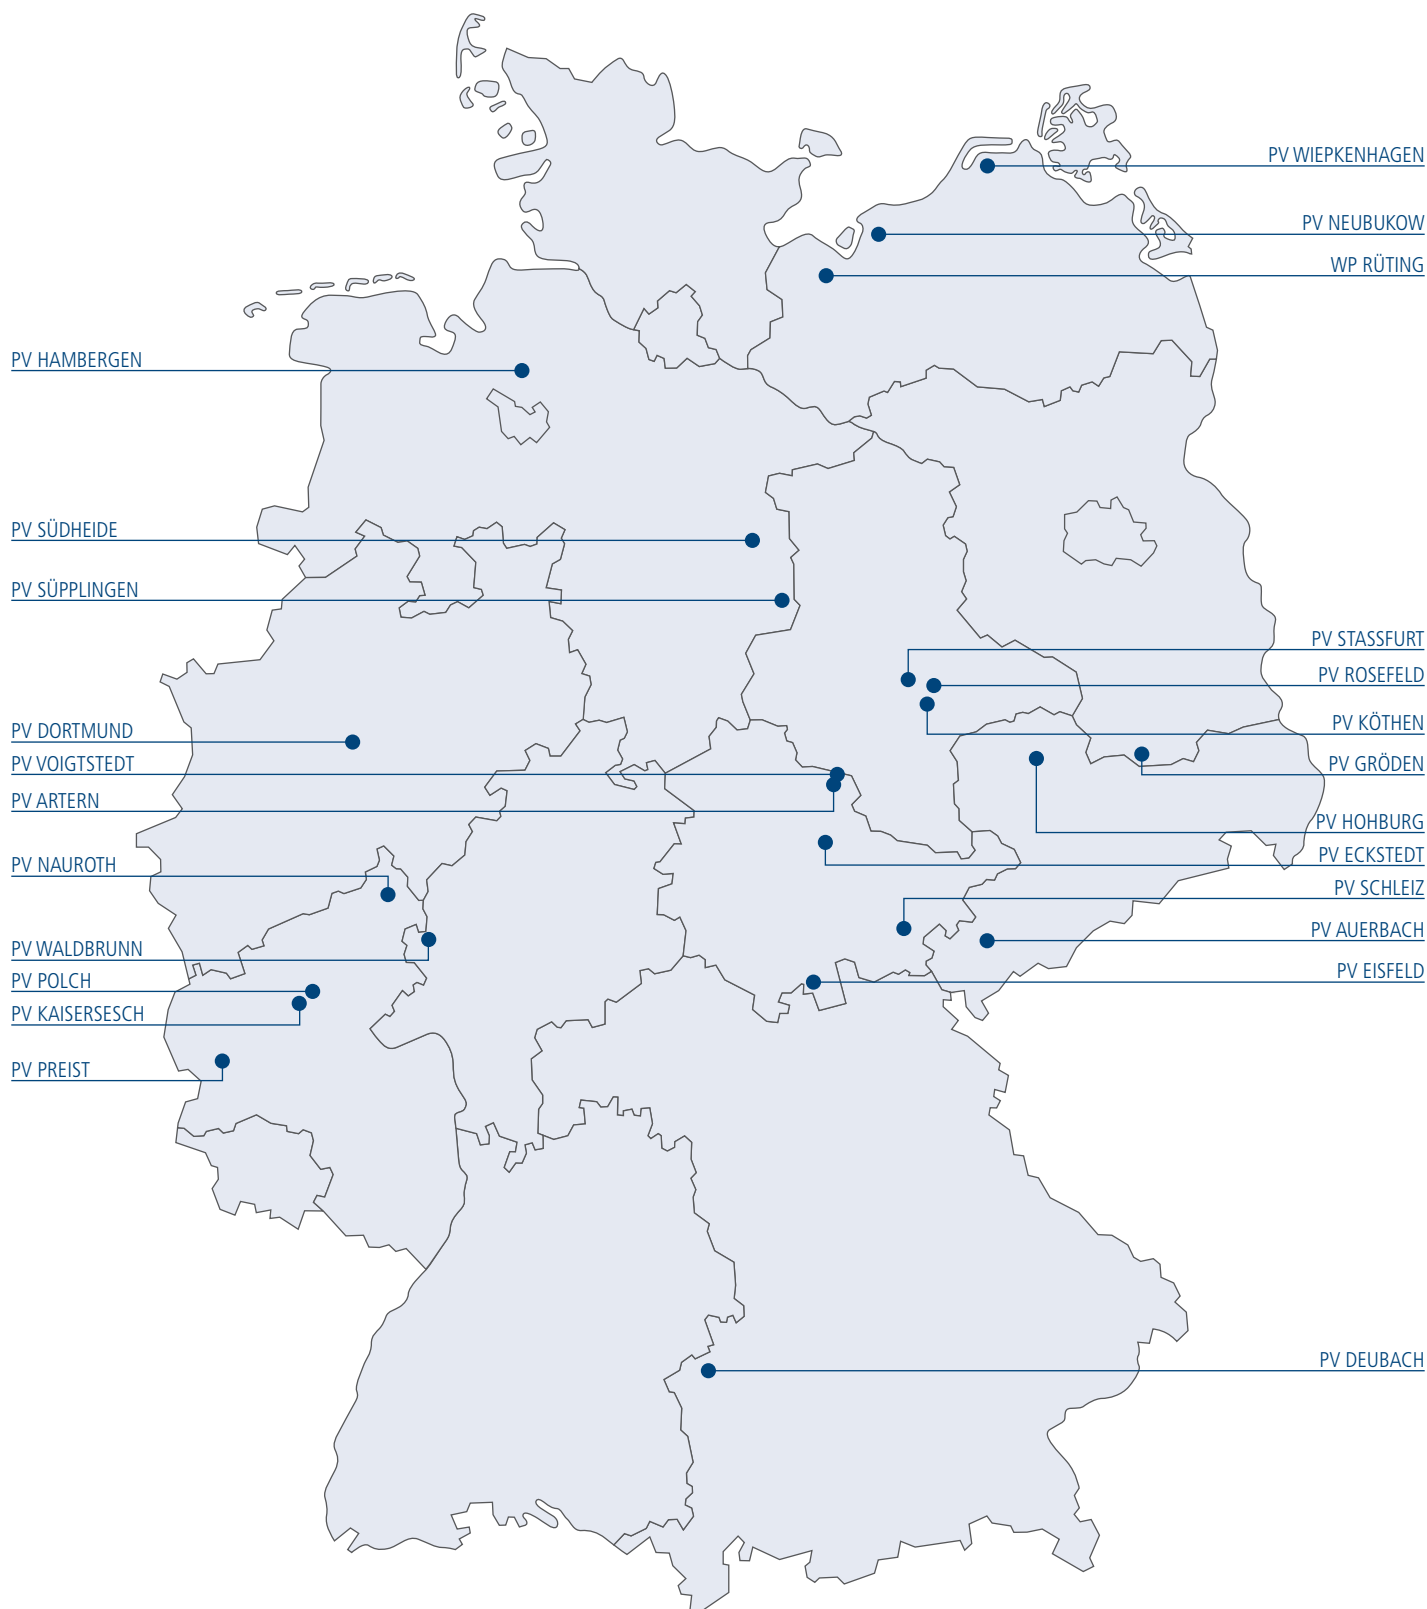 PV WIEPKENHAGEN
PV NEUBUKOW
WP RÜTING
PV HAMBERGEN
PV SÜDHEIDE
PV SÜPPLINGEN
PV STASSFURT
PV ROSEFELD
PV KÖTHEN
PV DORTMUND
PV VOIGTSTEDT
PV GRÖDEN
PV ARTERN
PV HOHBURG
PV ECKSTEDT
PV NAUROTH
PV SCHLEIZ
PV AUERBACH
PV WALDBRUNN
PV EISFELD
PV POLCH
PV KAISERSESCH
PV PREIST
PV DEUBACH